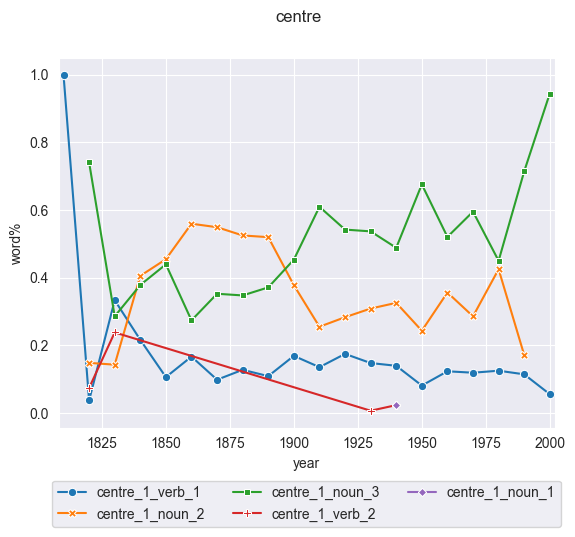 centre
1.0
0.8
0.6
0.4
0.2
0.0
word%
1825 1850 1875 1900 1925 1950 1975 2000
year
centre_1_verb_1 centre_1_noun_3 centre_1_noun_1
centre_1_noun_2 centre_1_verb_2